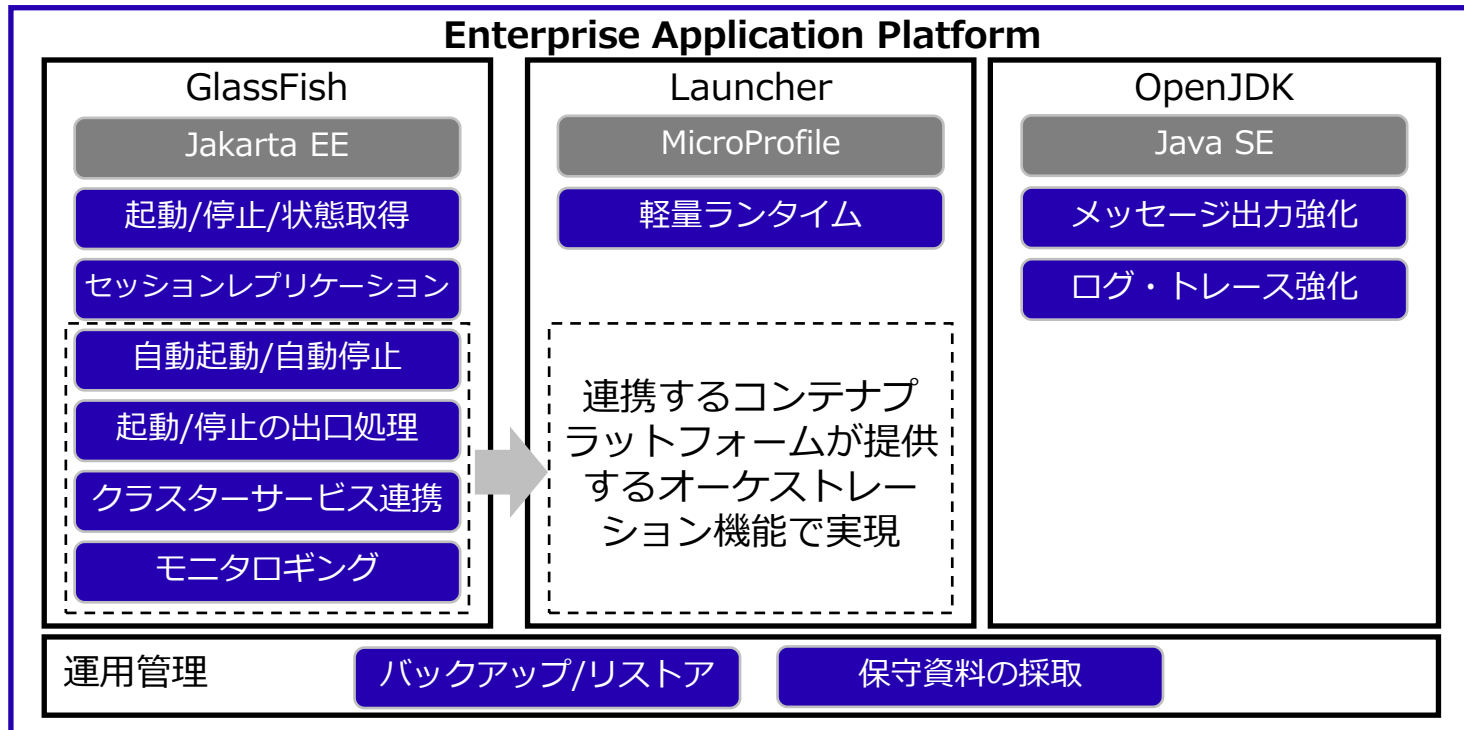 Enterprise Application Platform
GlassFish
Jakarta EE
起動/停止/状態取得
セッションレプリケーション
自動起動/自動停止
起動/停止の出口処理
クラスターサービス連携
モニタロギング
Launcher
MicroProfile
軽量ランタイム
連携するコンテナプ
ラットフォームが提供
するオーケストレー
ション機能で実現
OpenJDK
Java SE
メッセージ出力強化
ログ・トレース強化
運用管理
バックアップ/リストア
保守資料の採取